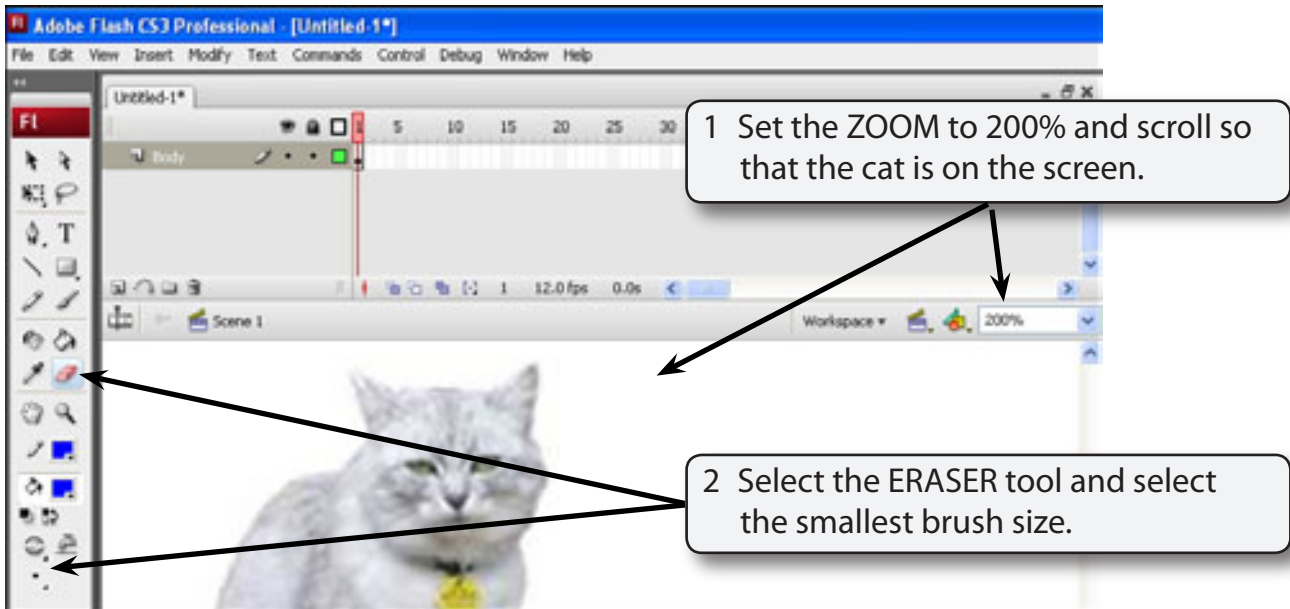 Fl Adobe Flash CS3 Professional - [Untitled-1*]
File Edit View Insert Modify Text Commands Control Debug Window Help
Untitled-1*
Fl
1 5 10 15 20 25 30
Body
1 Set the ZOOM to 200% and scroll so
that the cat is on the screen.
T
1 12.0 fps 0.0s
Scene 1 Workspace 200%
2 Select the ERASER tool and select
the smallest brush size.